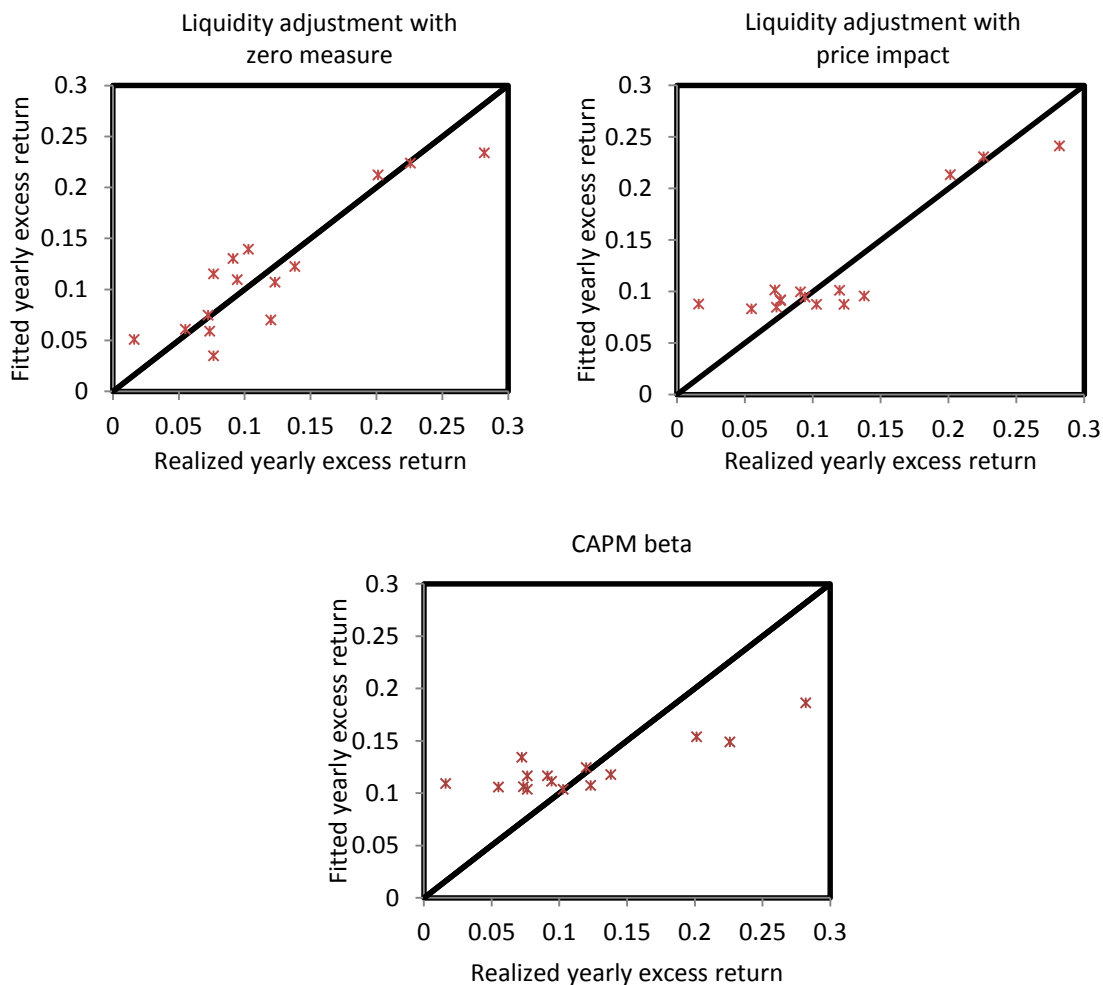 Liquidity adjustment with
zero measure
Fitted yearly excess return
0.3
0.25
0.2
0.15
0.1
0.05
0
0 0.05 0.1 0.15 0.2 0.25 0.3
Realized yearly excess return
Liquidity adjustment with
price impact
Fitted yearly excess return
0.3
0.25
0.2
0.15
0.1
0.05
0
0 0.05 0.1 0.15 0.2 0.25 0.3
Realized yearly excess return
CAPM beta
Fitted yearly excess return
0.3
0.25
0.2
0.15
0.1
0.05
0
0 0.05 0.1 0.15 0.2 0.25 0.3
Realized yearly excess return